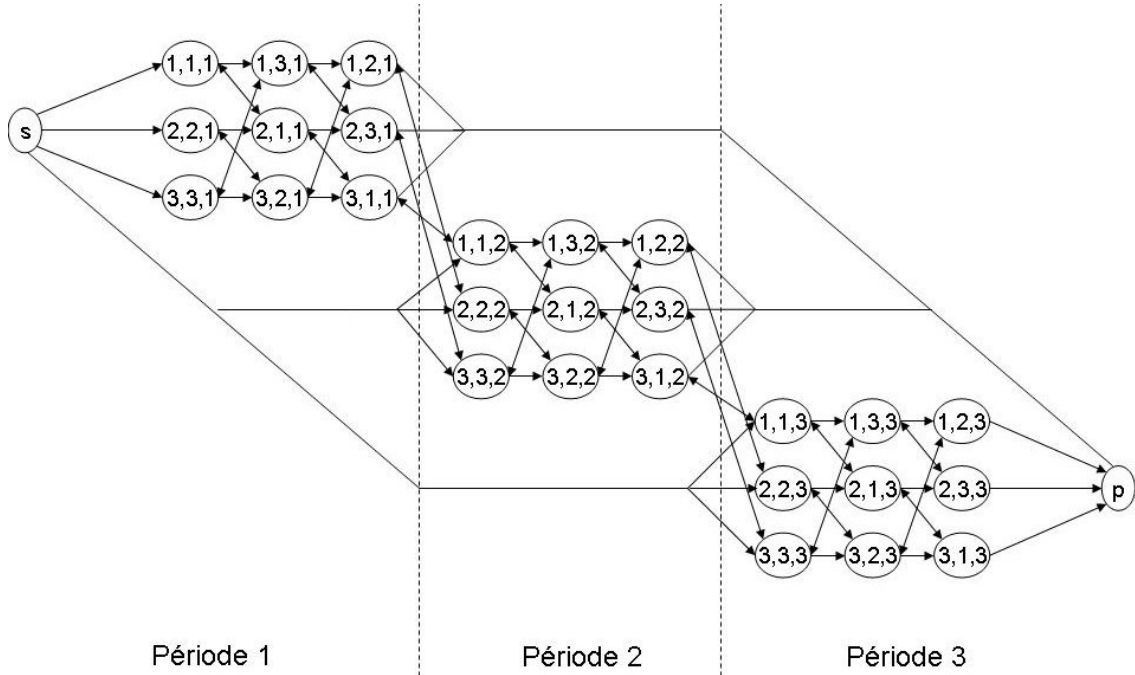 1,1,1 1,3,1 1,2,1
s 2,2,1 2,1,1 2,3,1
3,3,1 3,2,1 3,1,1
1,1,2 1,3,2 1,2,2
2,2,2 2,1,2 2,3,2
3,3,2 3,2,2 3,1,2
1,1,3 1,3,3 1,2,3
2,2,3 2,1,3 2,3,3 p
3,3,3 3,2,3 3,1,3
Période 1 Période 2 Période 3